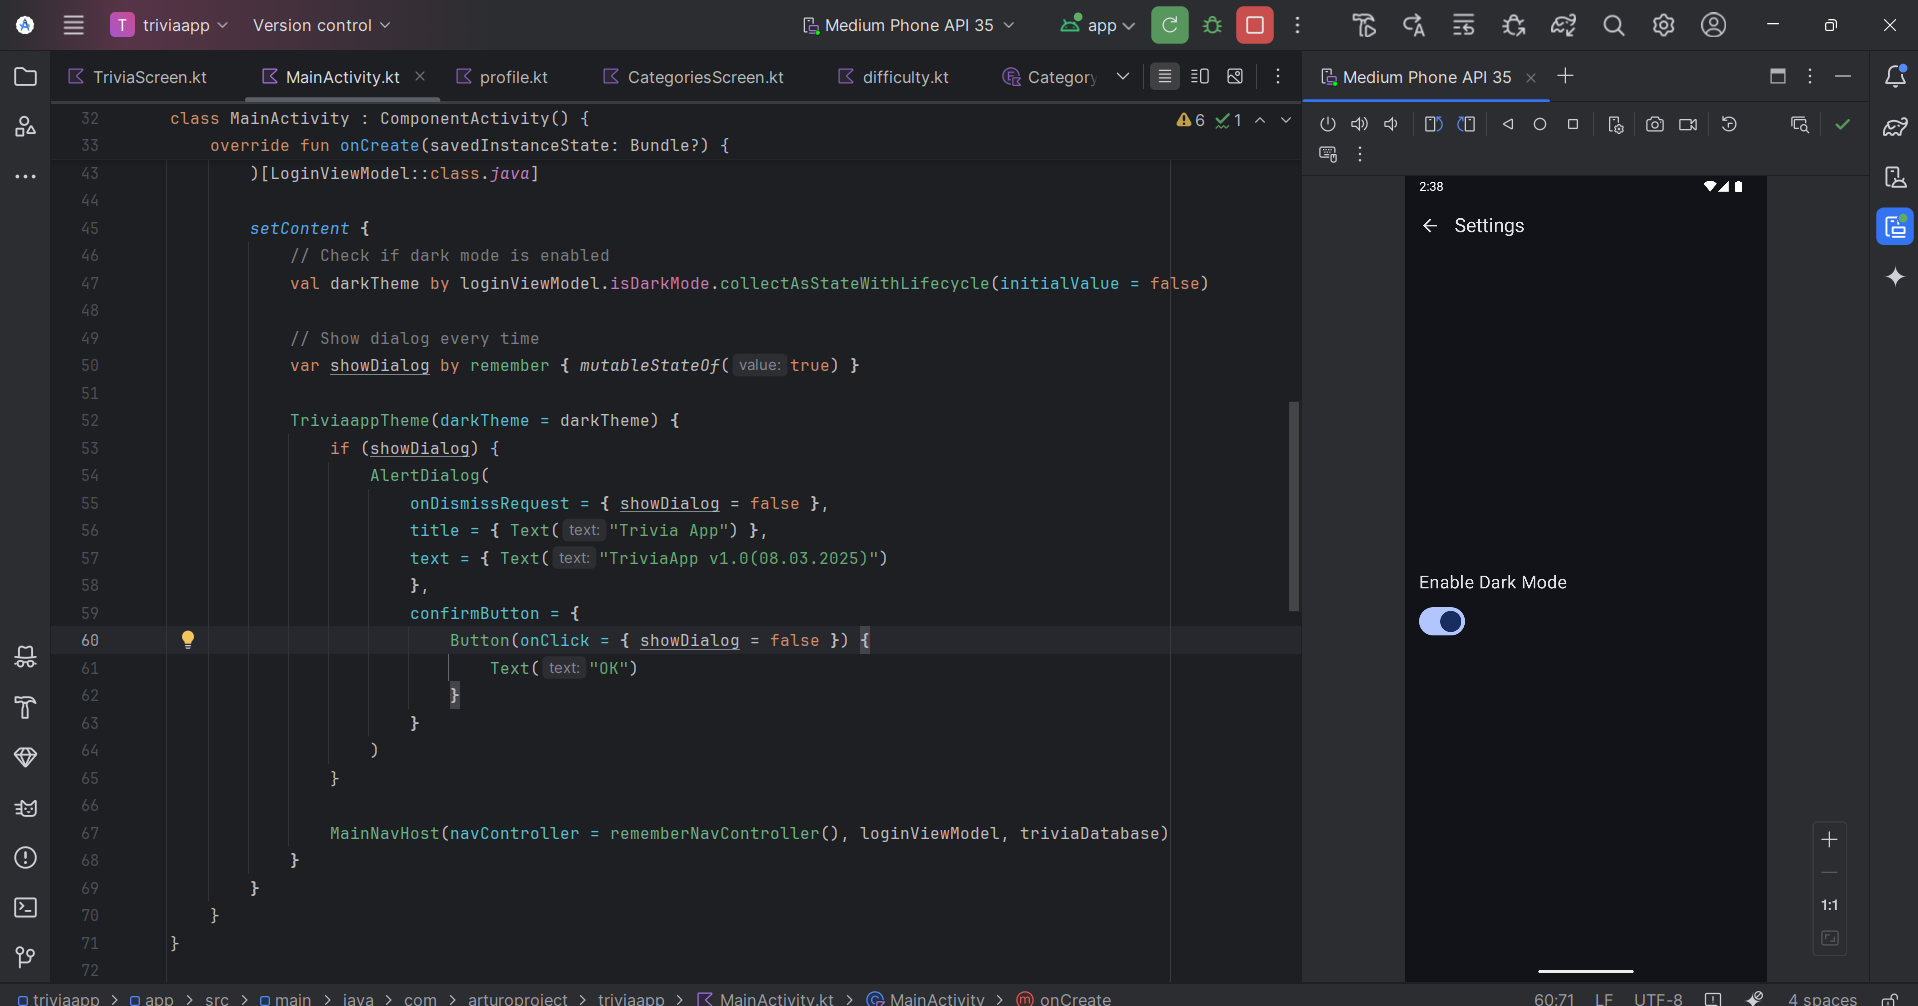 T triviaapp Version control Medium Phone API 35 app
TriviaScreen.kt MainActivity.kt profile.kt CategoriesScreen.kt difficulty.kt Category Medium Phone API 35
32 class MainActivity : ComponentActivity() { 6 1
33 override fun onCreate(savedInstanceState: Bundle?) {
43 )[LoginViewModel::class.java]
44
45 setContent {
46 // Check if dark mode is enabled
47 val darkTheme by loginViewModel.isDarkMode.collectAsStateWithLifecycle(initialValue = false)
48
49 // Show dialog every time
50 var showDialog by remember { mutableStateOf( value: true) }
51
52 TriviaappTheme(darkTheme = darkTheme) {
53 if (showDialog) {
54 AlertDialog(
55 onDismissRequest = { showDialog = false },
56 title = { Text( text: "Trivia App") },
57 text = { Text( text: "TriviaApp v1.0(08.03.2025)")
58 },
59 confirmButton = {
60 Button(onClick = { showDialog = false }) {
61 Text( text: "OK")
62 }
63 }
64 )
65 }
66
67 MainNavHost(navController = rememberNavController(), loginViewModel, triviaDatabase)
68 }
69 }
70 }
71 }
72
2:38
Settings
Enable Dark Mode
1:1
triviaapp > app > src > main > java > com > arturoproject > triviaapp > MainActivity.kt > MainActivity > onCreate 60:71 LF UTF-8 4 spaces